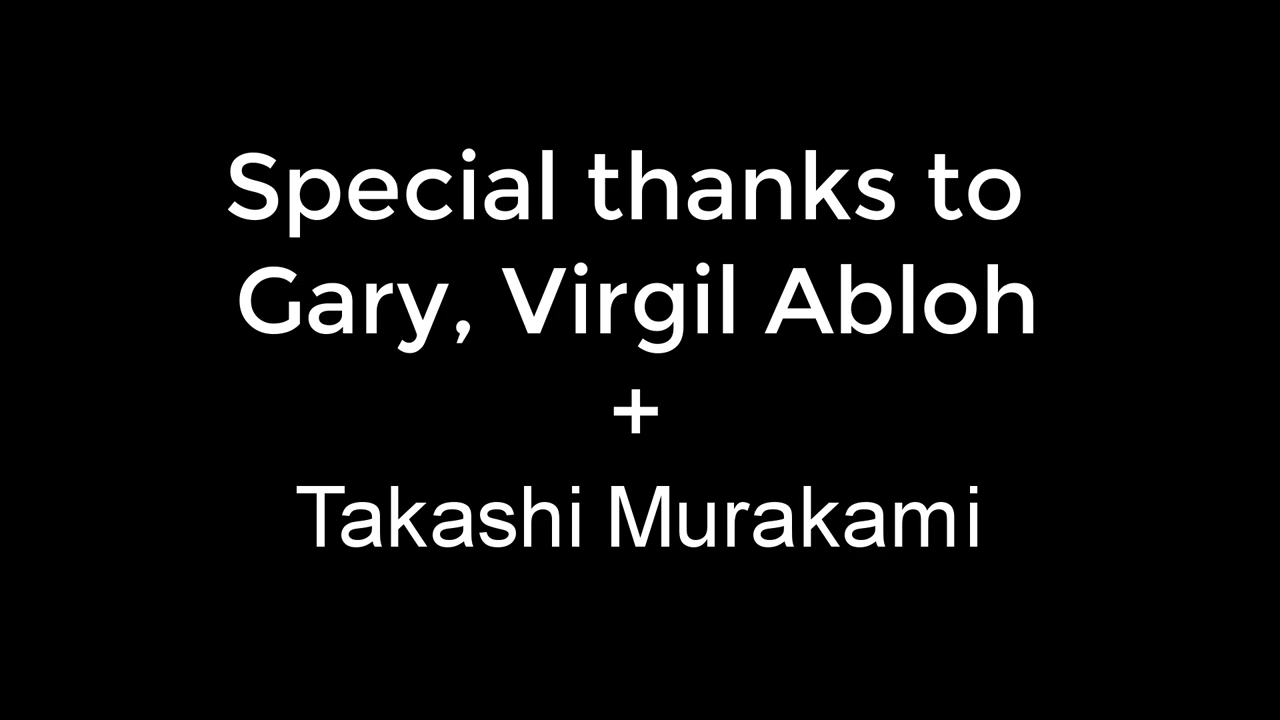 Special thanks to
Gary, Virgil Abloh
+
Takashi Murakami